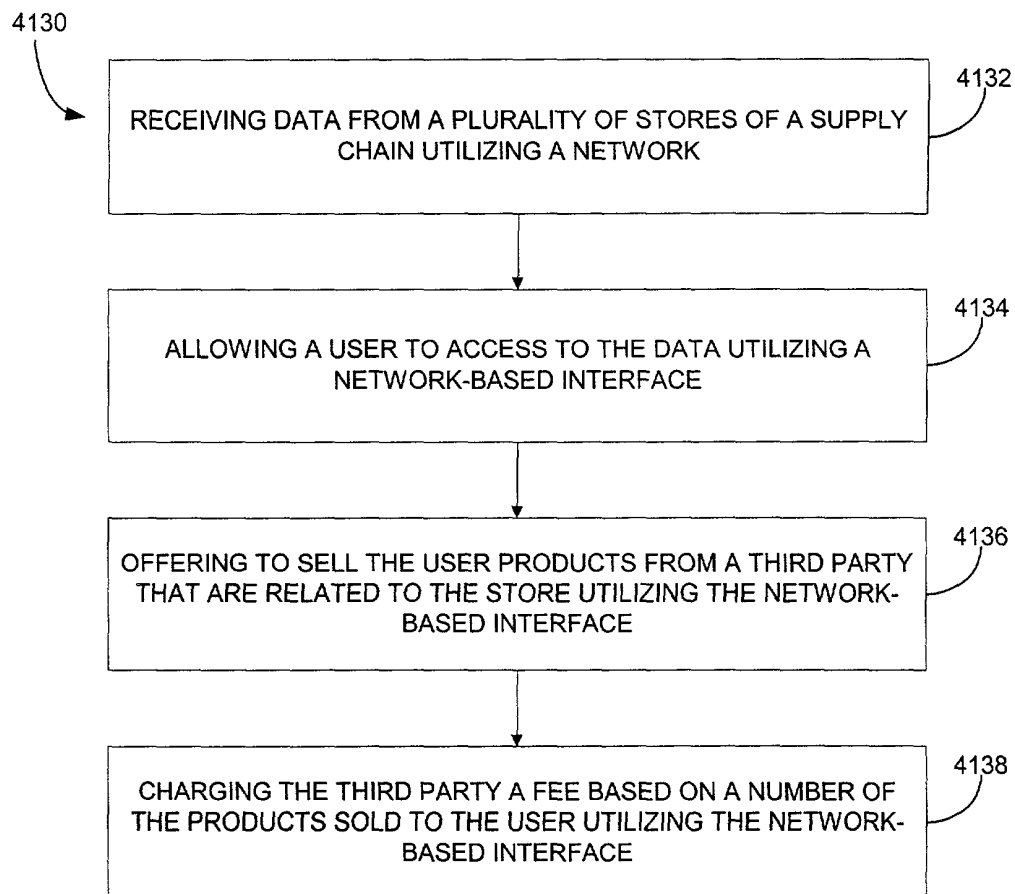 4130
4132
RECEIVING DATA FROM A PLURALITY OF STORES OF A SUPPLY
CHAIN UTILIZING A NETWORK
4134
ALLOWING A USER TO ACCESS TO THE DATA UTILIZING A
NETWORK-BASED INTERFACE
4136
OFFERING TO SELL THE USER PRODUCTS FROM A THIRD PARTY
THAT ARE RELATED TO THE STORE UTILIZING THE NETWORK-
BASED INTERFACE
4138
CHARGING THE THIRD PARTY A FEE BASED ON A NUMBER OF
THE PRODUCTS SOLD TO THE USER UTILIZING THE NETWORK-
BASED INTERFACE